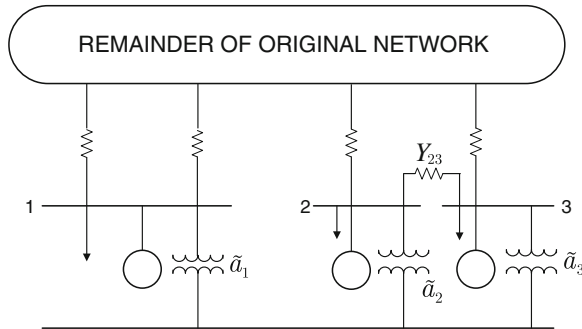 REMAINDER OF ORIGINAL NETWORK
Y₂₃
1
2
3
ã₁
ã₂
ã₃